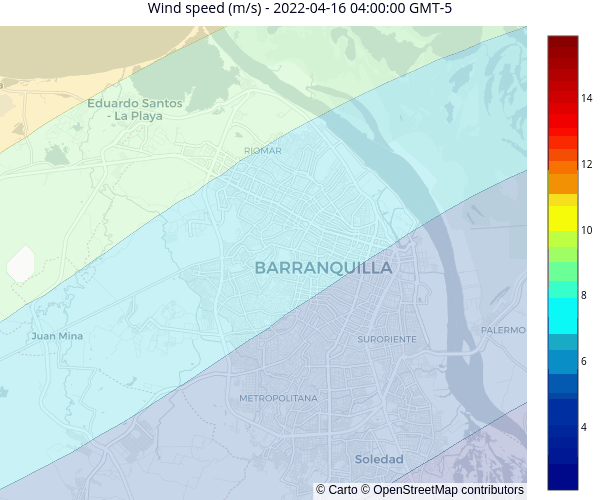 Wind speed (m/s) - 2022-04-16 04:00:00 GMT-5
Eduardo Santos
- La Playa
RIOMAR
BARRANQUILLA
Juan Mina
SURORIENTE
PALERMO
METROPOLITANA
Soledad
© Carto © OpenStreetMap contributors
14
12
10
8
6
4